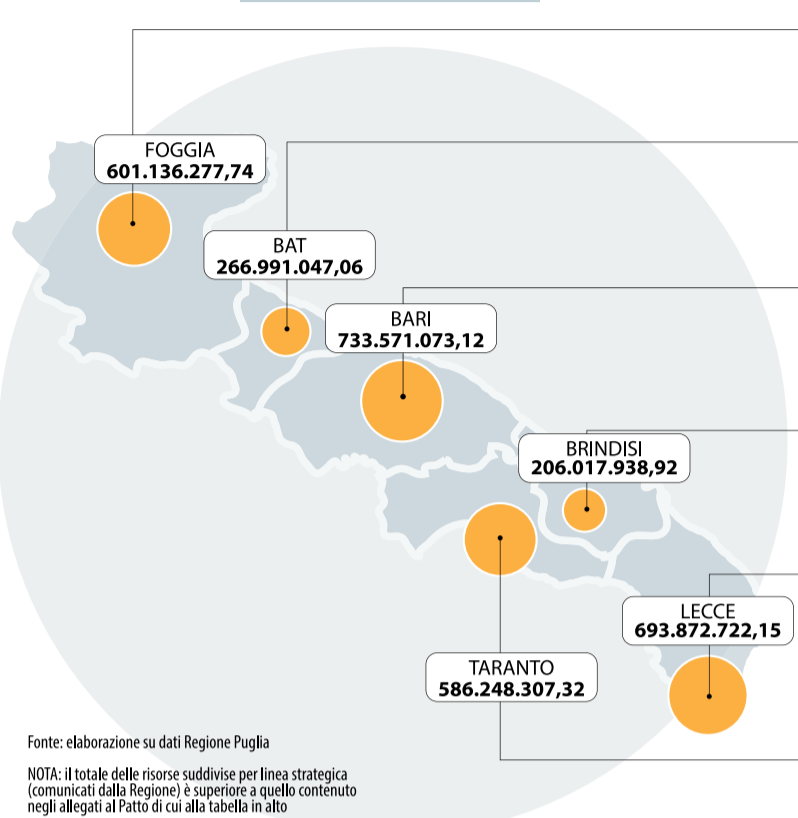 FOGGIA
601.136.277,74
BAT
266.991.047,06
BARI
733.571.073,12
BRINDISI
206.017.938,92
LECCE
693.872.722,15
TARANTO
586.248.307,32
Fonte: elaborazione su dati Regione Puglia
NOTA: il totale delle risorse suddivise per linea strategica
(comunicati dalla Regione) è superiore a quello contenuto
negli allegati al Patto di cui alla tabella in alto